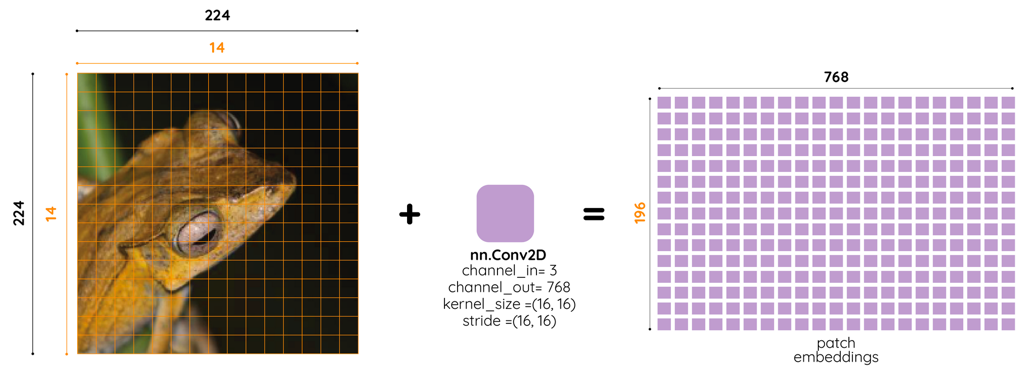 224
14
224
14
+
nn.Conv2D
channel_in= 3
channel_out= 768
kernel_size =(16, 16)
stride =(16, 16)
=
768
196
patch
embeddings